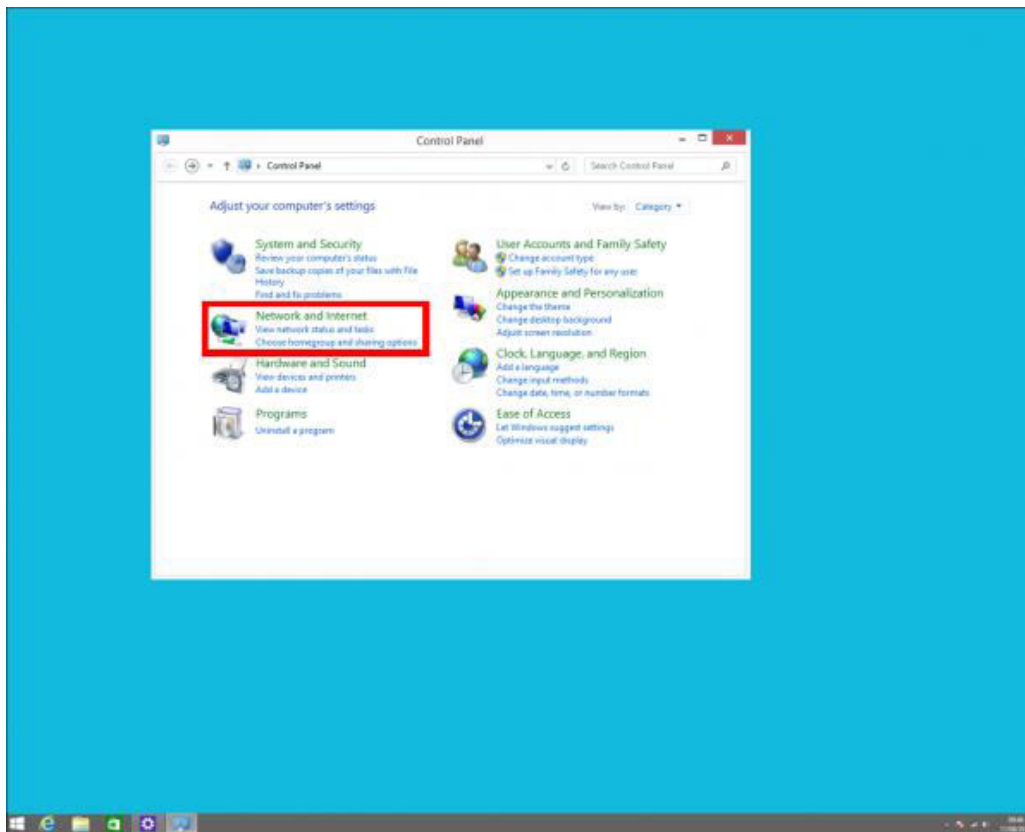 Control Panel
Control Panel
Search Control Panel
Adjust your computer's settings
View by: Category
System and Security
Review your computer's status
Save backup copies of your files with File
History
Find and fix problems
Network and Internet
View network status and tasks
Choose homegroup and sharing options
Hardware and Sound
View devices and printers
Add a device
Programs
Uninstall a program
User Accounts and Family Safety
Change account type
Set up Family Safety for any user
Appearance and Personalization
Change the theme
Change desktop background
Adjust screen resolution
Clock, Language, and Region
Add a language
Change input methods
Change date, time, or number formats
Ease of Access
Let Windows suggest settings
Optimize visual display